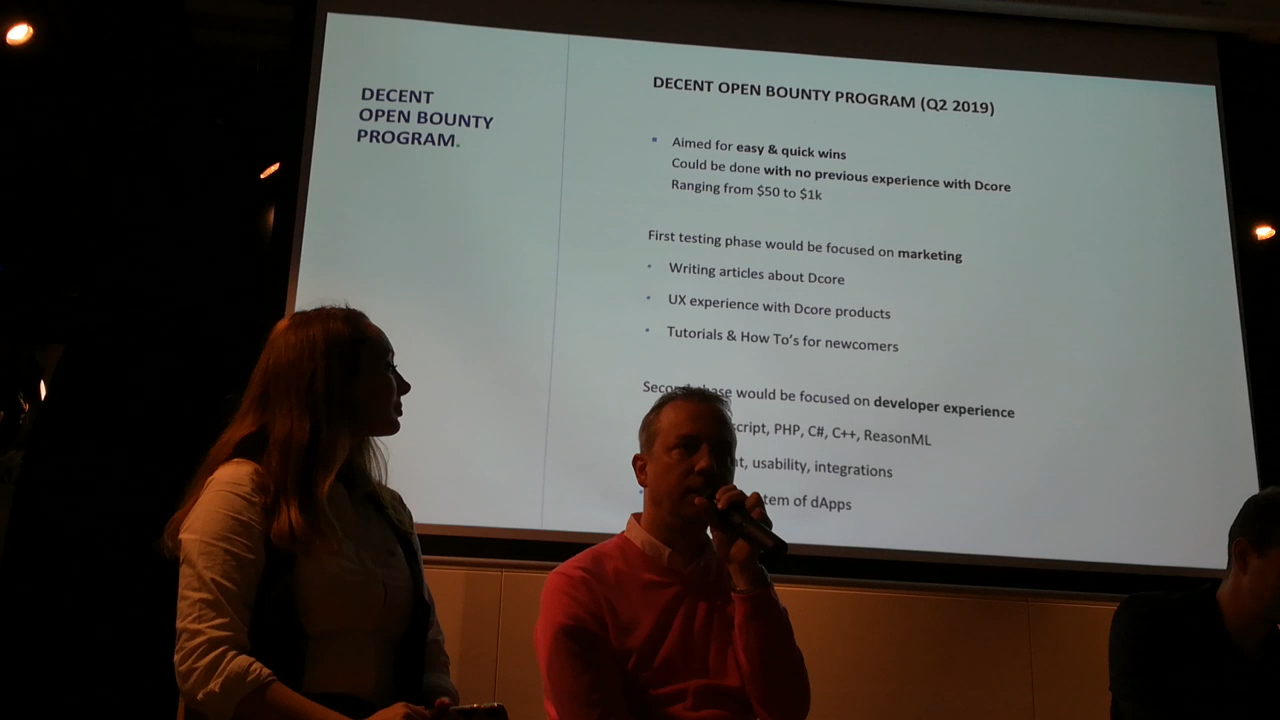 DECENT
OPEN BOUNTY
PROGRAM.
DECENT OPEN BOUNTY PROGRAM (Q2 2019)
Aimed for easy & quick wins
Could be done with no previous experience with Dcore
Ranging from $50 to $1k
First testing phase would be focused on marketing
Writing articles about Dcore
UX experience with Dcore products
Tutorials & How To's for newcomers
Second phase would be focused on developer experience
PHP, C#, C++, ReasonML
usability, integrations
of dApps